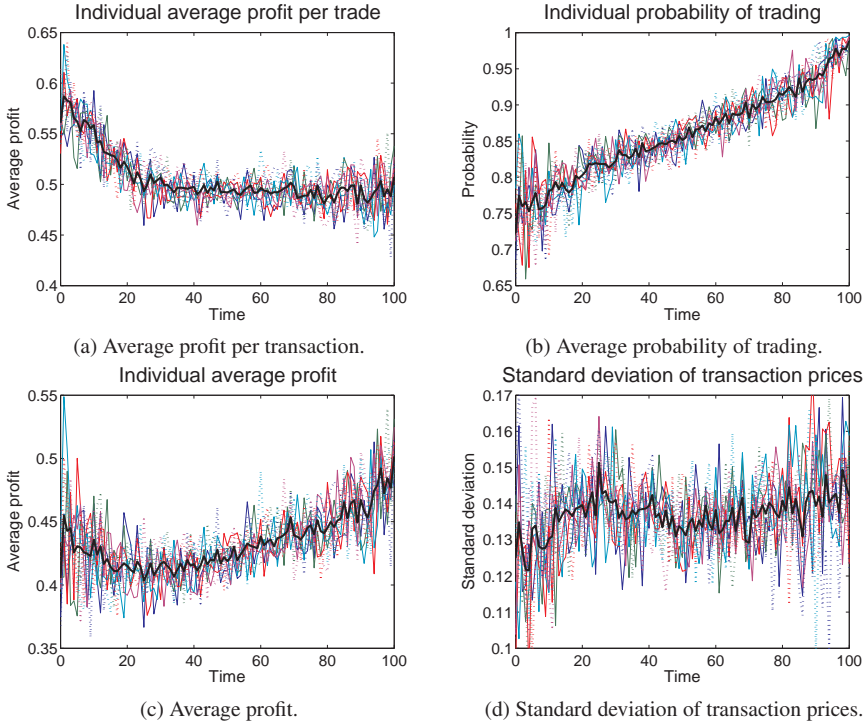 Individual average profit per trade
0.65
0.6
0.55
0.5
0.45
0.4
Average profit
0 20 40 60 80 100
Time
(a) Average profit per transaction.
Individual probability of trading
1
0.95
0.9
0.85
0.8
0.75
0.7
0.65
Probability
0 20 40 60 80 100
Time
(b) Average probability of trading.
Individual average profit
0.55
0.5
0.45
0.4
0.35
Average profit
0 20 40 60 80 100
Time
(c) Average profit.
Standard deviation of transaction prices
0.17
0.16
0.15
0.14
0.13
0.12
0.11
0.1
Standard deviation
0 20 40 60 80 100
Time
(d) Standard deviation of transaction prices.